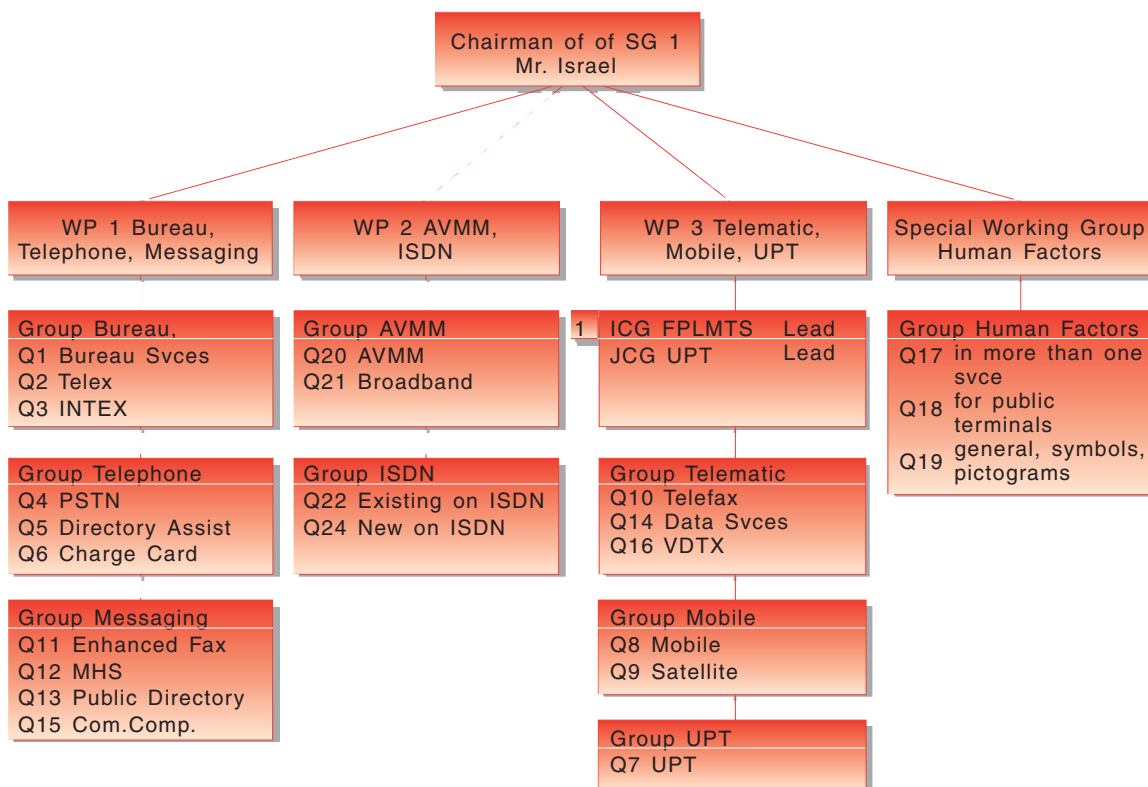 Chairman of of SG 1
Mr. Israel
WP 1 Bureau,
Telephone, Messaging
Group Bureau,
Q1 Bureau Svces
Q2 Telex
Q3 INTEX
Group Telephone
Q4 PSTN
Q5 Directory Assist
Q6 Charge Card
Group Messaging
Q11 Enhanced Fax
Q12 MHS
Q13 Public Directory
Q15 Com.Comp.
WP 2 AVMM,
ISDN
Group AVMM
Q20 AVMM
Q21 Broadband
Group ISDN
Q22 Existing on ISDN
Q24 New on ISDN
WP 3 Telematic,
Mobile, UPT
1 ICG FPLMTS Lead
JCG UPT Lead
Group Telematic
Q10 Telefax
Q14 Data Svces
Q16 VDTX
Group Mobile
Q8 Mobile
Q9 Satellite
Group UPT
Q7 UPT
Special Working Group
Human Factors
Group Human Factors
Q17 in more than one
svce
Q18 for public
terminals
Q19 general, symbols,
pictograms